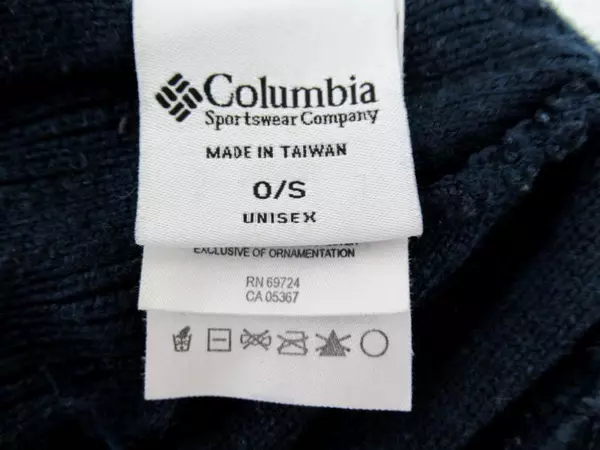 Columbia
Sportswear Company
MADE IN TAIWAN
O/S
UNISEX
EXCLUSIVE OF ORNAMENTATION
RN 69724
CA 05367